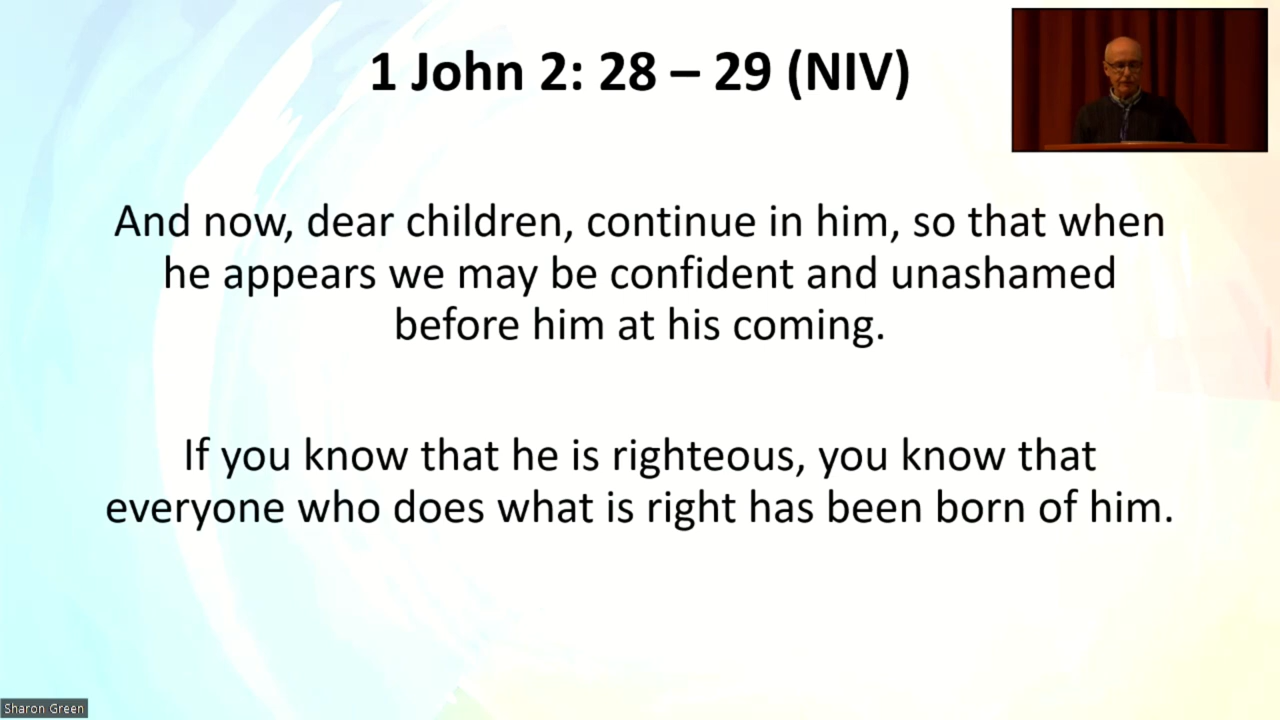 1 John 2: 28 – 29 (NIV)
And now, dear children, continue in him, so that when
he appears we may be confident and unashamed
before him at his coming.
If you know that he is righteous, you know that
everyone who does what is right has been born of him.
Sharon Green